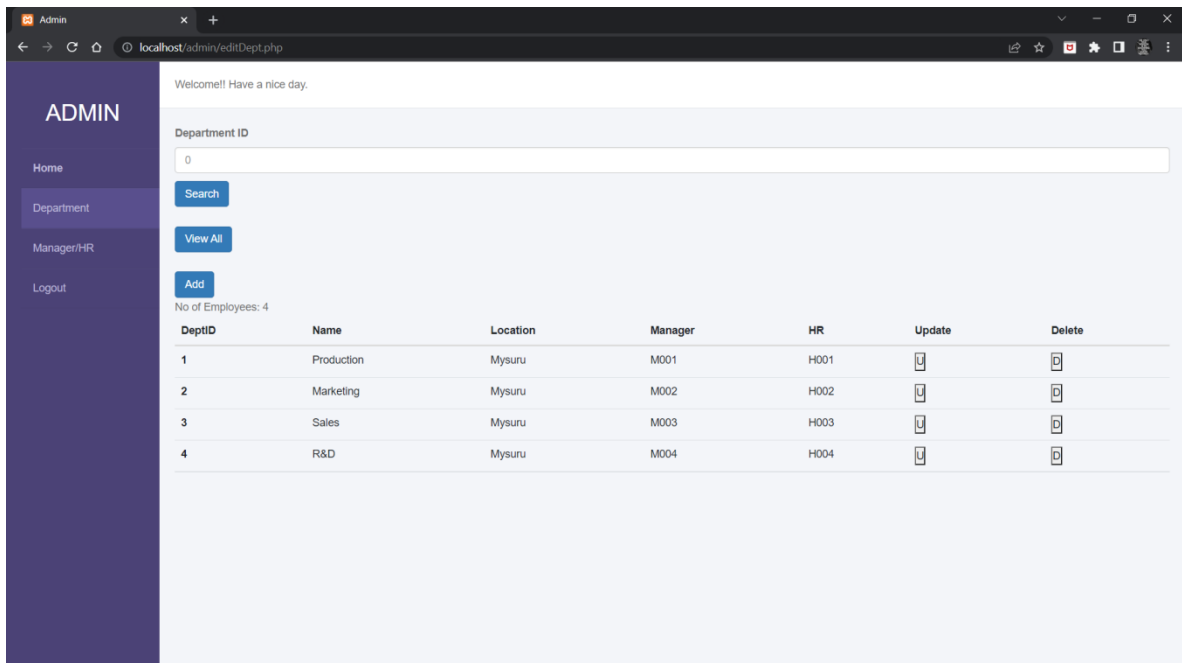 Admin
localhost/admin/editDept.php
ADMIN
Home
Department
Manager/HR
Logout
Welcome!! Have a nice day.
Department ID
0
Search
View All
Add
No of Employees: 4
DeptID Name Location Manager HR Update Delete
1 Production Mysuru M001 H001 U D
2 Marketing Mysuru M002 H002 U D
3 Sales Mysuru M003 H003 U D
4 R&D Mysuru M004 H004 U D